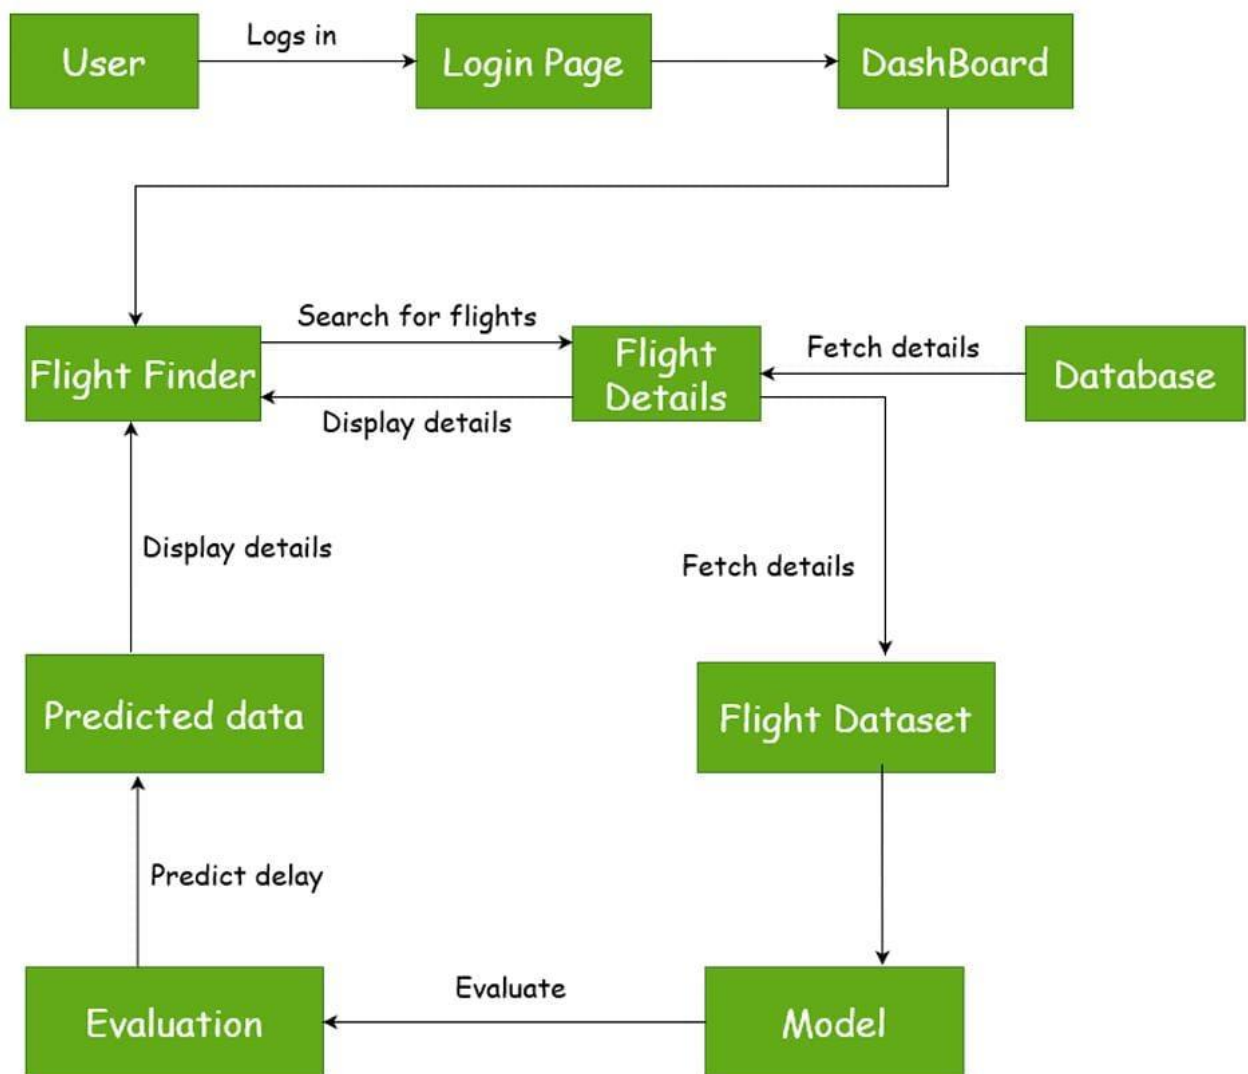 User
Logs in
Login Page
DashBoard
Search for flights
Flight Finder
Flight
Details
Fetch details
Database
Display details
Display details
Fetch details
Predicted data
Flight Dataset
Predict delay
Evaluation
Evaluate
Model